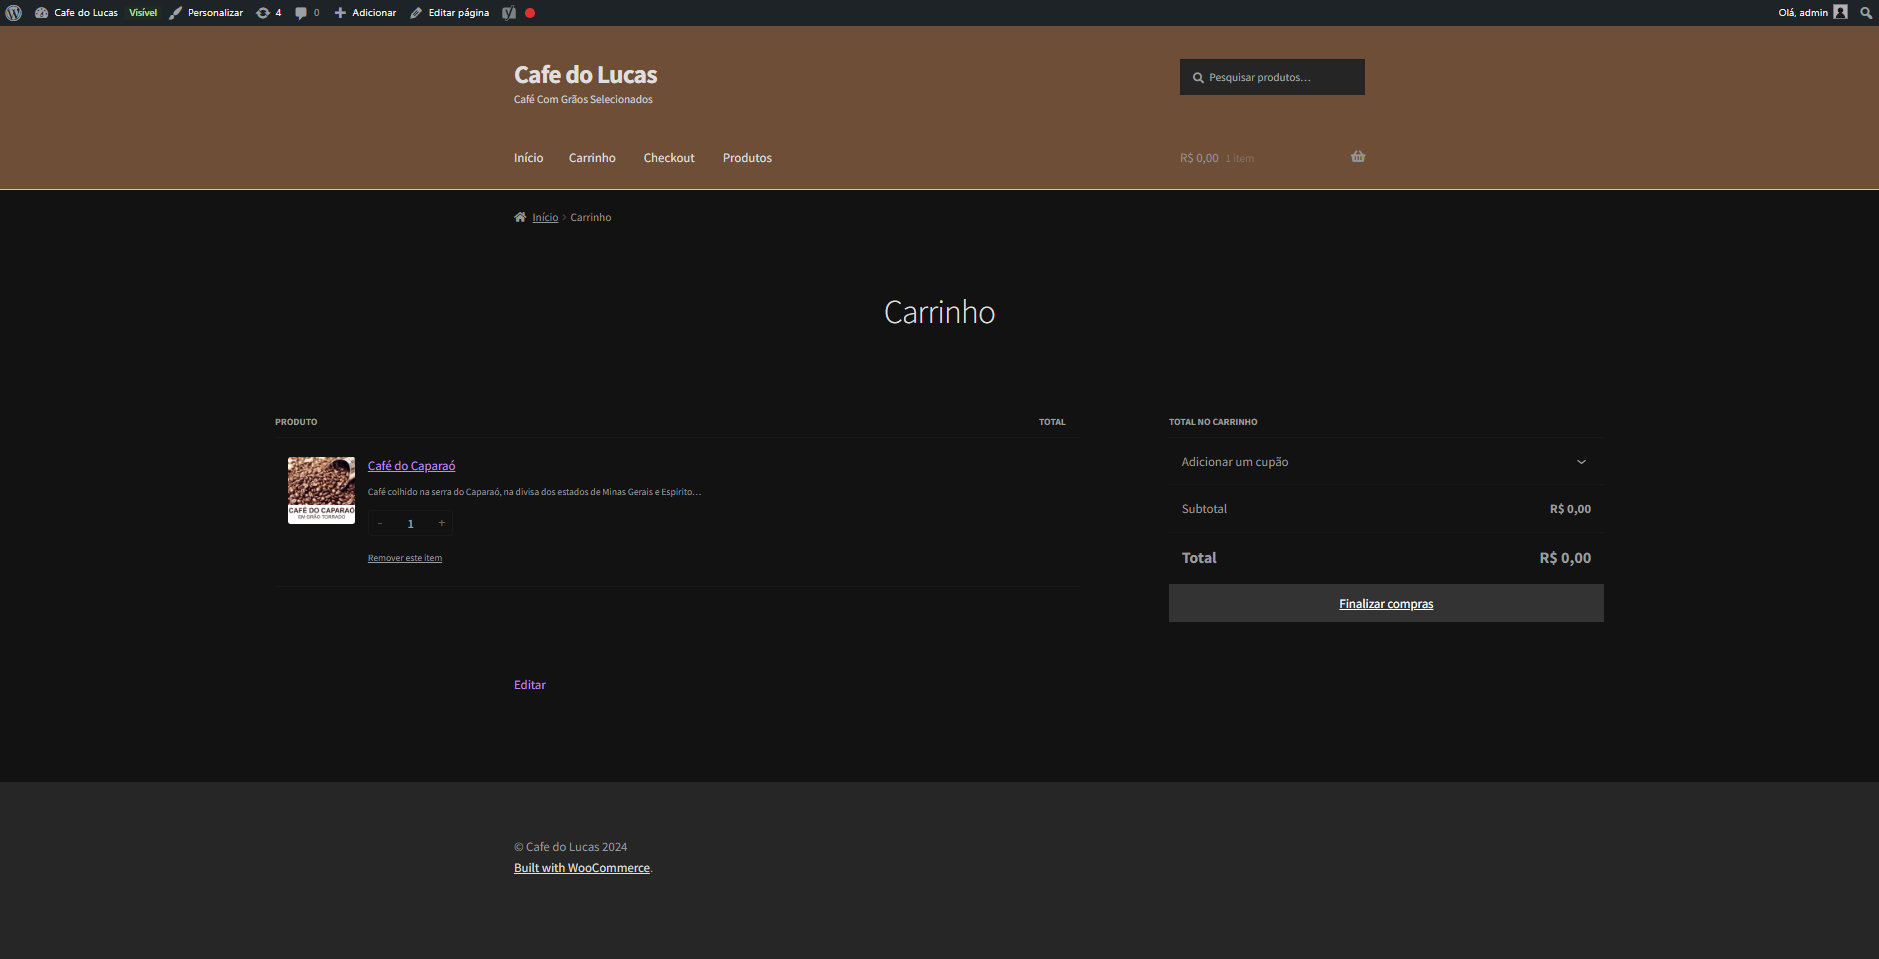 Cafe do Lucas Visível Personalizar 4 0 Adicionar Editar página Olá, admin
Cafe do Lucas
Café Com Grãos Selecionados
Pesquisar produtos…
Início Carrinho Checkout Produtos
R$ 0,00 1 item
Início Carrinho
Carrinho
PRODUTO TOTAL
Café do Caparaó
Café colhido na serra do Caparaó, na divisa dos estados de Minas Gerais e Espirito…
CAFÉ DO CAPARAÓ
EM GRÃO TORRADO
- 1 +
Remover este item
TOTAL NO CARRINHO
Adicionar um cupão
Subtotal R$ 0,00
Total R$ 0,00
Finalizar compras
Editar
© Cafe do Lucas 2024
Built with WooCommerce.